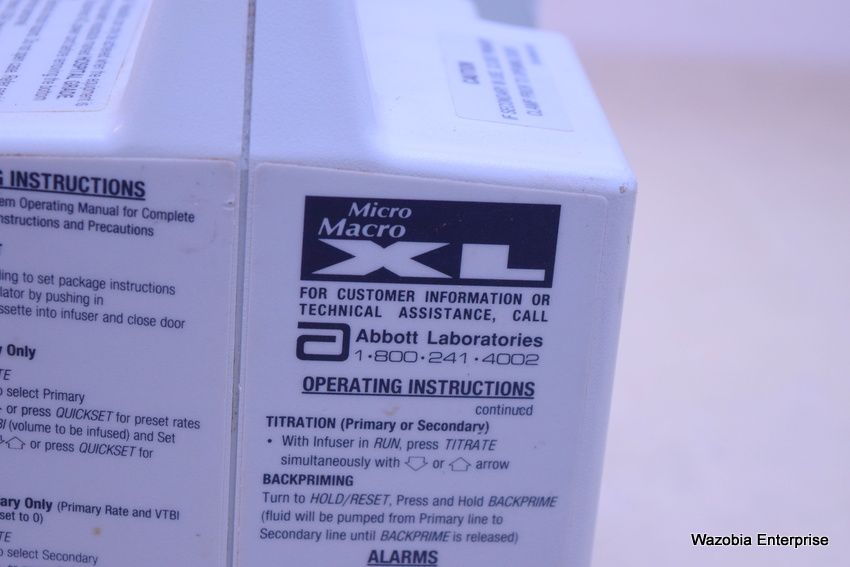 HOSPITAL GRADE
CAUTION
G INSTRUCTIONS
em Operating Manual for Complete
nstructions and Precautions
ling to set package instructions
lator by pushing in
ssette into infuser and close door
y Only
TE
o select Primary
or press QUICKSET for preset rates
BI (volume to be infused) and Set
or press QUICKSET for
ary Only (Primary Rate and VTBI
set to 0)
TE
o select Secondary
Micro
Macro
XL
FOR CUSTOMER INFORMATION OR
TECHNICAL ASSISTANCE, CALL
Abbott Laboratories
1·800·241·4002
OPERATING INSTRUCTIONS
continued
TITRATION (Primary or Secondary)
• With Infuser in RUN, press TITRATE
simultaneously with or arrow
BACKPRIMING
Turn to HOLD/RESET, Press and Hold BACKPRIME
(fluid will be pumped from Primary line to
Secondary line until BACKPRIME is released)
ALARMS
Wazobia Enterprise